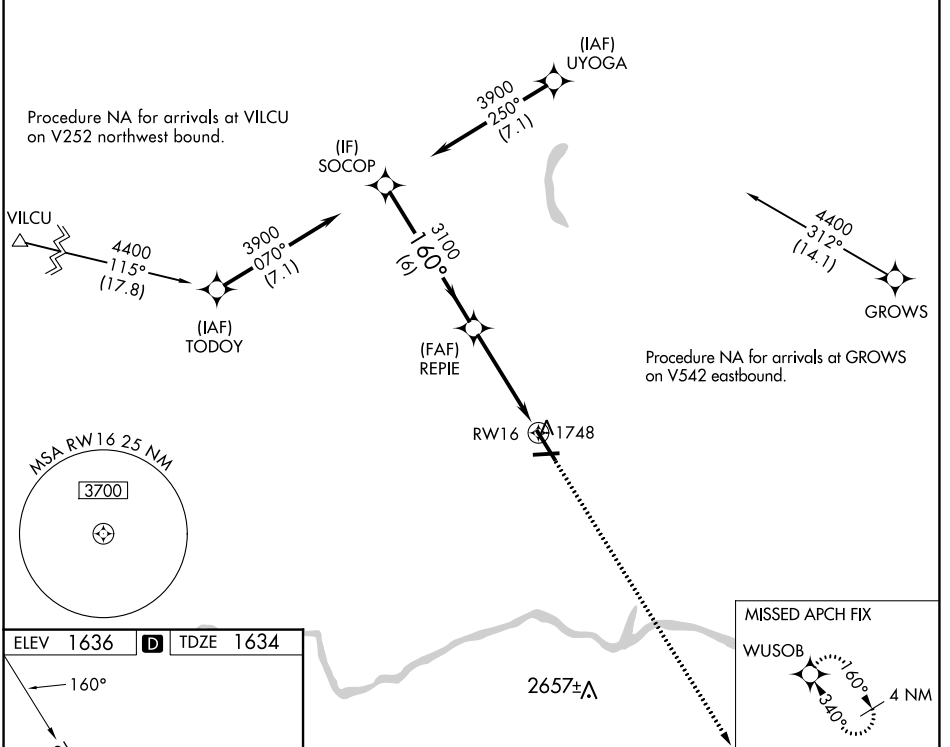 (IAF)
UYOGA
3900
250°
(7.1)
Procedure NA for arrivals at VILCU
on V252 northwest bound.
(IF)
SOCOP
VILCU
4400
115°
(17.8)
3900
070°
(7.1)
3100
160°
(6)
4400
312°
(14.1)
GROWS
(IAF)
TODOY
(FAF)
REPIE
Procedure NA for arrivals at GROWS
on V542 eastbound.
RW16
1748
MSA RW16 25 NM
3700
ELEV 1636 D TDZE 1634
160°
2657±
MISSED APCH FIX
WUSOB
160°
340°
4 NM